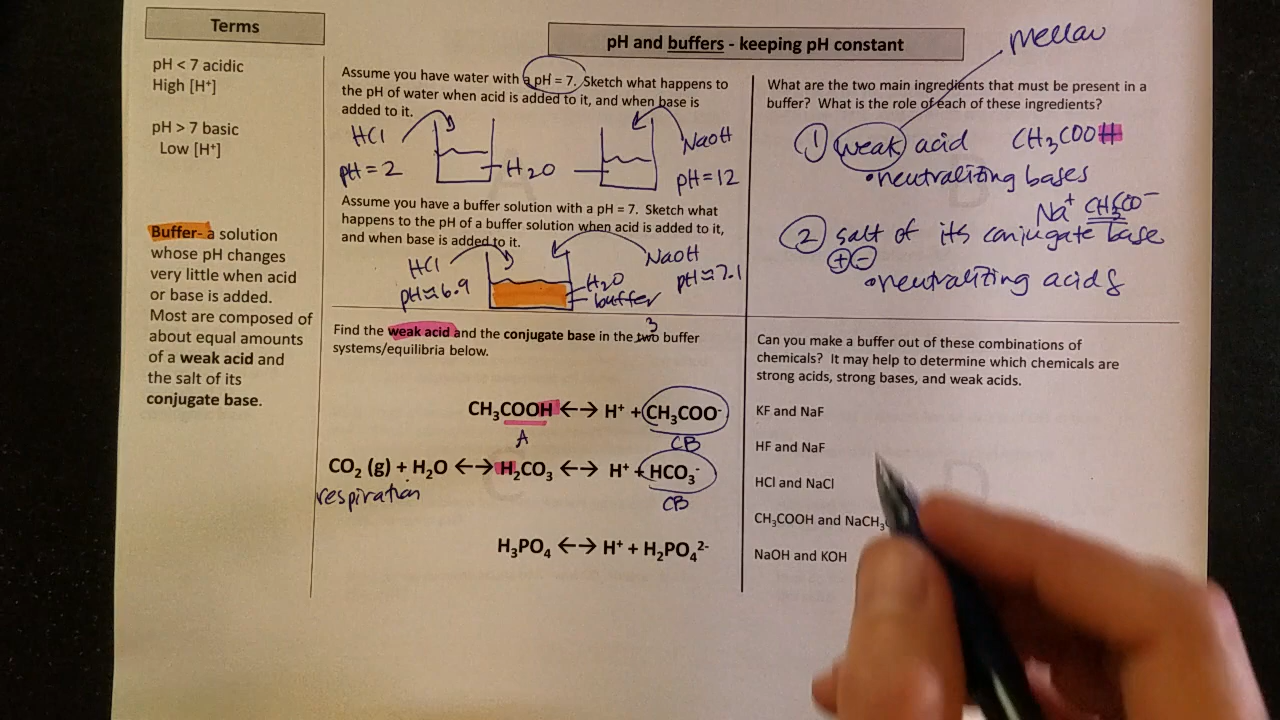 Terms
pH and buffers - keeping pH constant
mellow
pH < 7 acidic
High [H⁺]
pH > 7 basic
Low [H⁺]
Buffer- a solution
whose pH changes
very little when acid
or base is added.
Most are composed of
about equal amounts
of a weak acid and
the salt of its
conjugate base.
Assume you have water with a pH = 7. Sketch what happens to
the pH of water when acid is added to it, and when base is
added to it.
HCl
pH = 2
H₂O
NaOH
pH = 12
Assume you have a buffer solution with a pH = 7. Sketch what
happens to the pH of a buffer solution when acid is added to it,
and when base is added to it.
HCl
pH ≈ 6.9
H₂O
buffer
NaOH
pH ≈ 7.1
What are the two main ingredients that must be present in a
buffer? What is the role of each of these ingredients?
① weak acid CH₃COOH
•neutralizing bases
Na⁺ CH₃COO⁻
② salt of its conjugate base
⊕⊖
•neutralizing acids
3
Find the weak acid and the conjugate base in the two buffer
systems/equilibria below.
CH₃COOH ←→ H⁺ + CH₃COO⁻
A CB
CO₂ (g) + H₂O ←→ H₂CO₃ ←→ H⁺ + HCO₃⁻
respiration CB
H₃PO₄ ←→ H⁺ + H₂PO₄²⁻
Can you make a buffer out of these combinations of
chemicals? It may help to determine which chemicals are
strong acids, strong bases, and weak acids.
KF and NaF
HF and NaF
HCl and NaCl
CH₃COOH and NaCH₃
NaOH and KOH